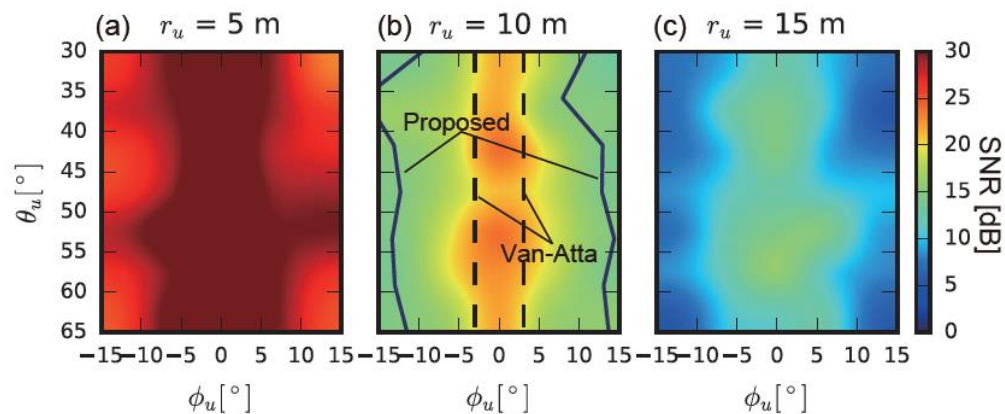 (a) r_u = 5 m
(b) r_u = 10 m
(c) r_u = 15 m
30
35
40
45
50
55
60
65
θ_u[°]
−15 −10 −5 0 5 10 15
ϕ_u[°]
Proposed
Van-Atta
−15 −10 −5 0 5 10 15
ϕ_u[°]
−15 −10 −5 0 5 10 15
ϕ_u[°]
30
25
20
15
10
5
0
SNR [dB]